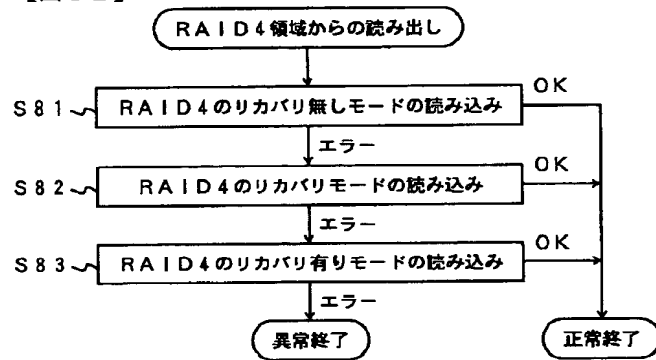 RAID4領域からの読み出し
S81 RAID4のリカバリ無しモードの読み込み OK
エラー
S82 RAID4のリカバリモードの読み込み OK
エラー
S83 RAID4のリカバリ有りモードの読み込み OK
エラー
異常終了 正常終了